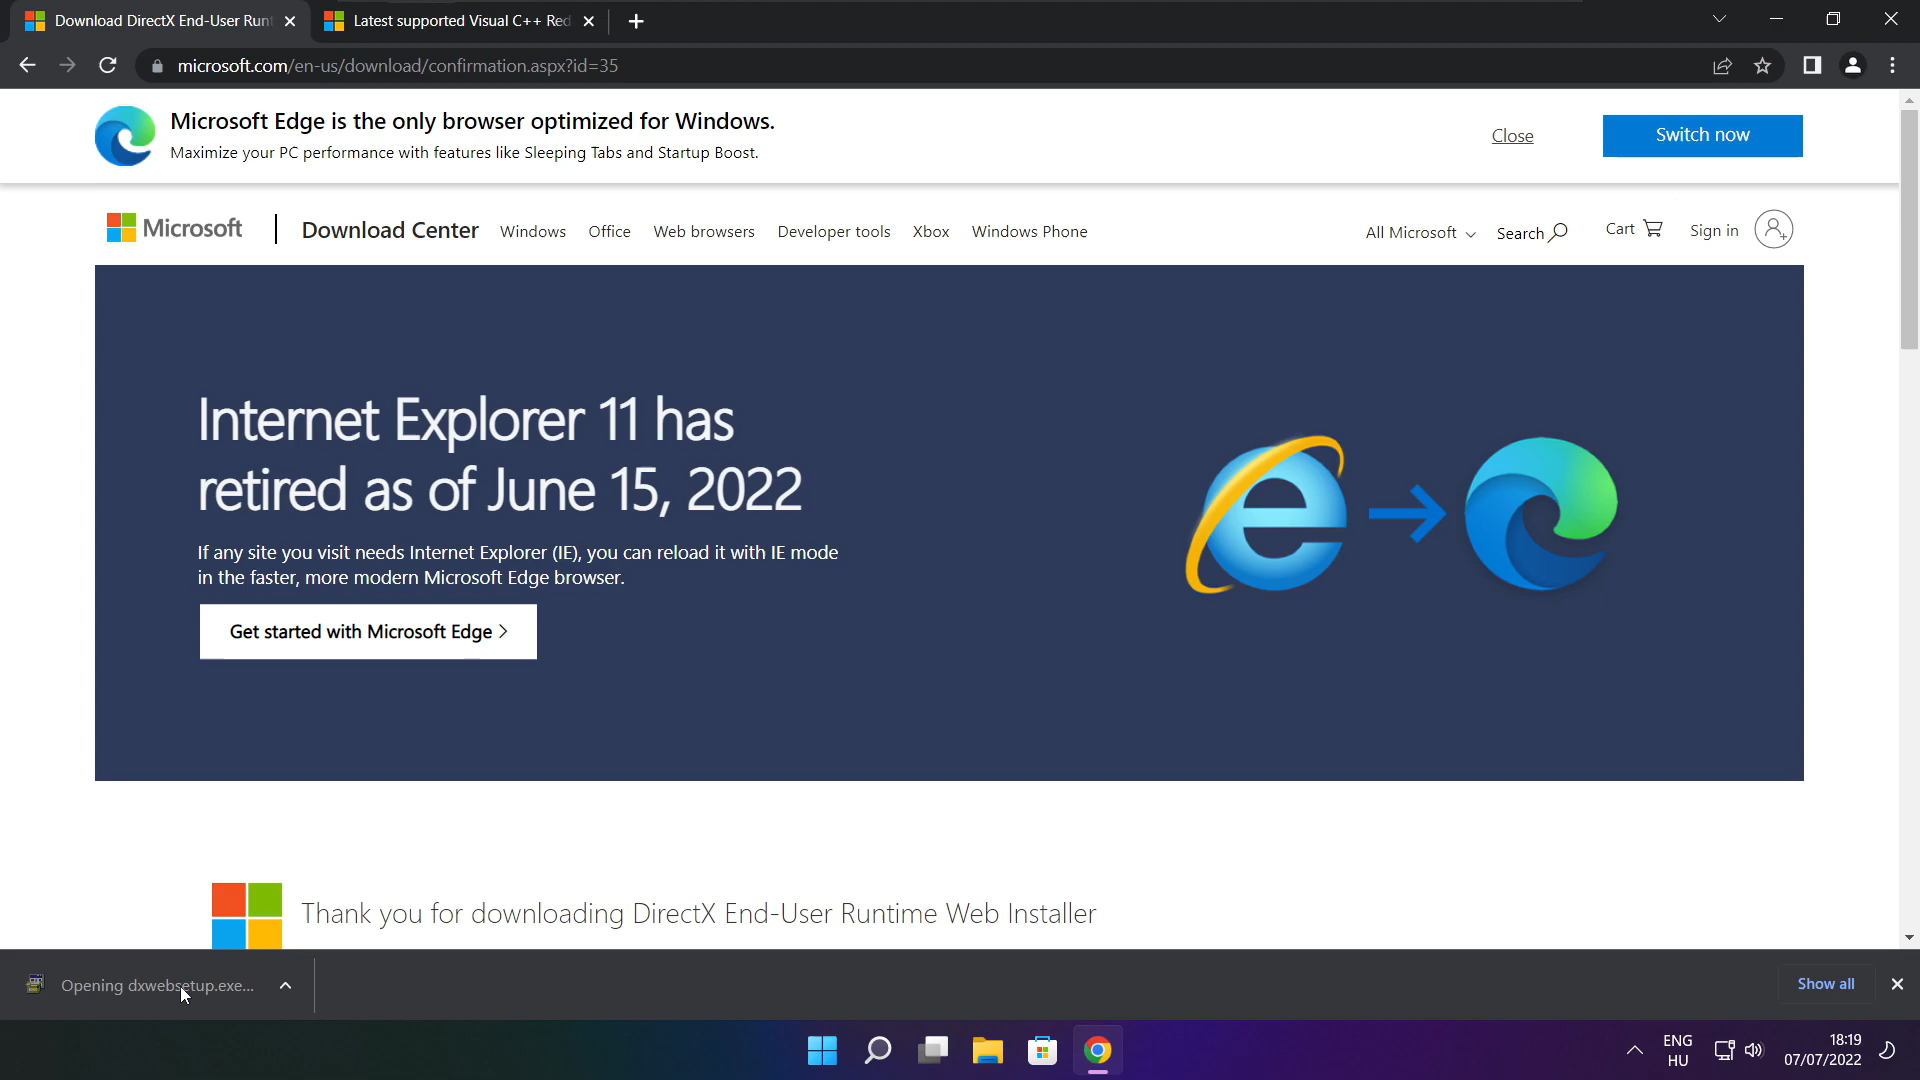 Download DirectX End-User Runt
Latest supported Visual C++ Red
microsoft.com/en-us/download/confirmation.aspx?id=35
Microsoft Edge is the only browser optimized for Windows.
Maximize your PC performance with features like Sleeping Tabs and Startup Boost.
Close
Switch now
Microsoft
Download Center
Windows
Office
Web browsers
Developer tools
Xbox
Windows Phone
All Microsoft
Search
Cart
Sign in
Internet Explorer 11 has
retired as of June 15, 2022
If any site you visit needs Internet Explorer (IE), you can reload it with IE mode
in the faster, more modern Microsoft Edge browser.
Get started with Microsoft Edge >
Thank you for downloading DirectX End-User Runtime Web Installer
Opening dxwebsetup.exe...
Show all
ENG
HU
18:19
07/07/2022